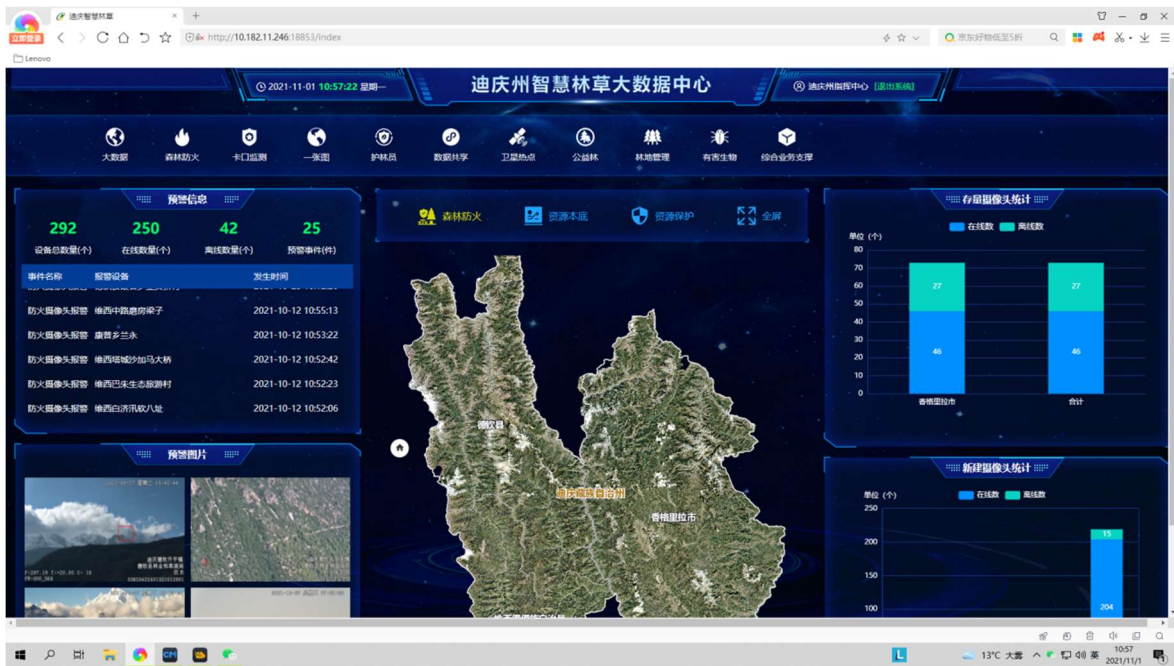 迪庆智慧林草
立即登录
http://10.182.11.246:18853/Index
京东好物低至5折
Lenovo
2021-11-01 10:57:22 星期一
迪庆州智慧林草大数据中心
迪庆州指挥中心 [退出系统]
大数据 森林防火 卡口监测 一张图 护林员 数据共享 卫星热点 公益林 林地管理 有害生物 综合业务支撑
预警信息
292 250 42 25
设备总数量(个) 在线数量(个) 离线数量(个) 预警事件(件)
事件名称 报警设备 发生时间
防火摄像头报警 维西中路磨房梁子 2021-10-12 10:55:13
防火摄像头报警 康普乡兰永 2021-10-12 10:53:22
防火摄像头报警 维西塔城沙加马大桥 2021-10-12 10:52:42
防火摄像头报警 维西巴朱生态旅游村 2021-10-12 10:52:23
防火摄像头报警 维西白济汛欧八址 2021-10-12 10:52:06
预警图片
森林防火 资源本底 资源保护 全屏
德钦县
迪庆藏族自治州
香格里拉市
维西傈僳族自治县
存量摄像头统计
在线数 离线数
单位 (个)
80
70
60
50
40
30
20
10
0
27 27
46 46
香格里拉市 合计
新建摄像头统计
单位 (个) 在线数 离线数
250
200
150
100
15
204
13°C 大雾
英
10:57
2021/11/1